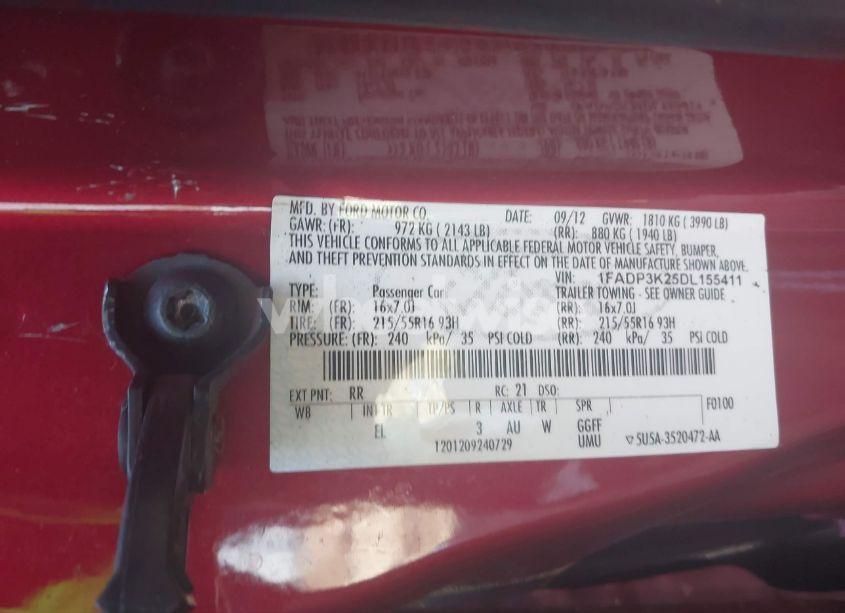 MFD. BY FORD MOTOR CO. DATE: 09/12 GVWR: 1810 KG ( 3990 LB)
GAWR: (FR): 972 KG ( 2143 LB) (RR): 880 KG ( 1940 LB)
THIS VEHICLE CONFORMS TO ALL APPLICABLE FEDERAL MOTOR VEHICLE SAFETY, BUMPER,
AND THEFT PREVENTION STANDARDS IN EFFECT ON THE DATE OF MANUFACTURE SHOWN ABOVE.
VIN: 1FADP3K25DL155411
TYPE: Passenger Car TRAILER TOWING - SEE OWNER GUIDE
RIM: (FR): 16x7.0J (RR): 16x7.0J
TIRE: (FR): 215/55R16 93H (RR): 215/55R16 93H
PRESSURE: (FR): 240 kPa/ 35 PSI COLD (RR): 240 kPa/ 35 PSI COLD
EXT PNT: RR RC: 21 DSO:
WB INT TR TP/PS R AXLE TR SPR F0100
EL 3 AU W GGFF
1201209240729 UMU ▽5U5A-3520472-AA